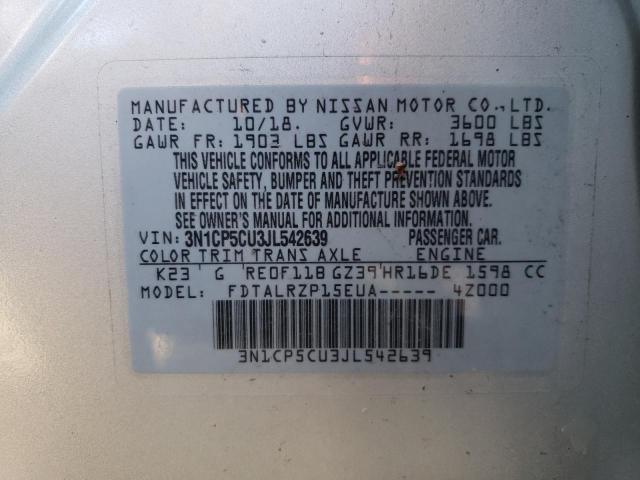 MANUFACTURED BY NISSAN MOTOR CO., LTD.
DATE: 10/18. GVWR: 3600 LBS
GAWR FR: 1903 LBS GAWR RR: 1698 LBS
THIS VEHICLE CONFORMS TO ALL APPLICABLE FEDERAL MOTOR
VEHICLE SAFETY, BUMPER AND THEFT PREVENTION STANDARDS
IN EFFECT ON THE DATE OF MANUFACTURE SHOWN ABOVE.
SEE OWNER'S MANUAL FOR ADDITIONAL INFORMATION.
VIN: 3N1CP5CU3JL542639 PASSENGER CAR.
COLOR TRIM TRANS AXLE ENGINE
K23 ' G ' RE0F11B GZ39 ' HR16DE 1598 CC
MODEL: FDTALRZP15EUA----- 4Z000
3N1CP5CU3JL542639